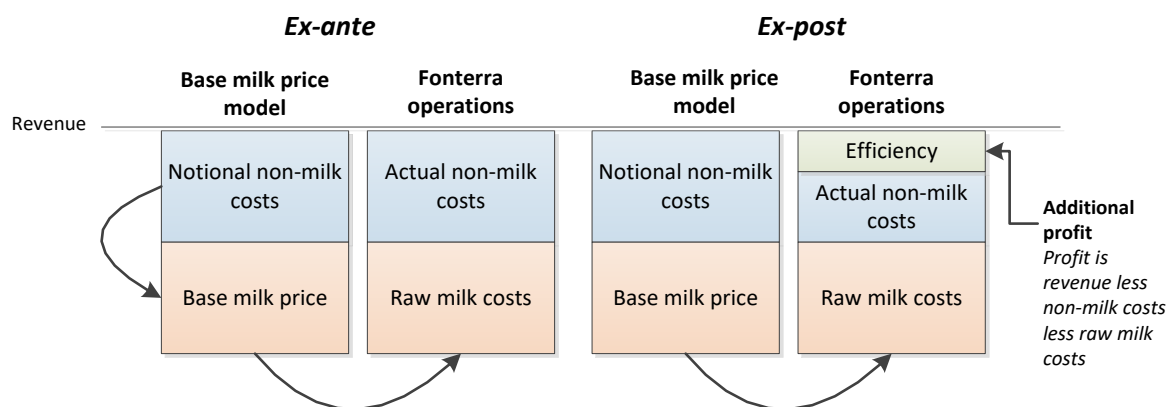 Ex-ante
Ex-post
Base milk price
model
Fonterra
operations
Base milk price
model
Fonterra
operations
Revenue
Notional non-milk
costs
Actual non-milk
costs
Notional non-milk
costs
Efficiency
Actual non-milk
costs
Base milk price
Raw milk costs
Base milk price
Raw milk costs
Additional
profit
Profit is
revenue less
non-milk costs
less raw milk
costs